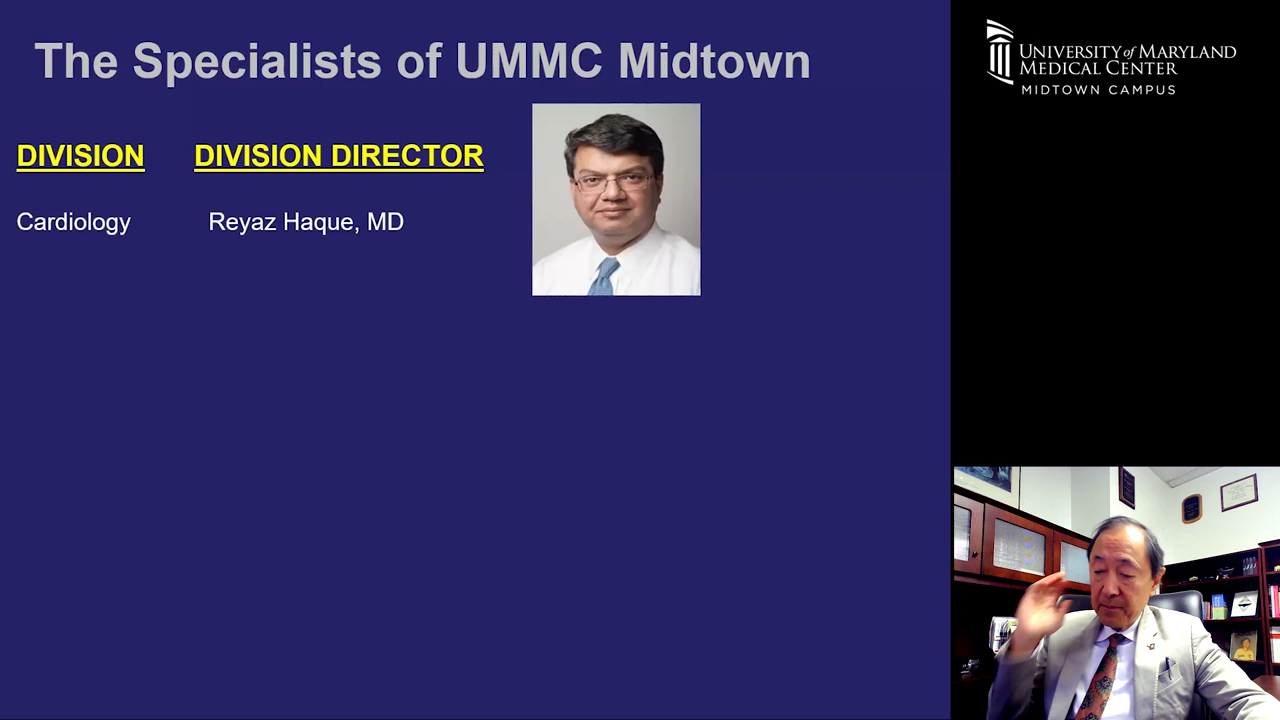 The Specialists of UMMC Midtown
DIVISION DIVISION DIRECTOR
Cardiology Reyaz Haque, MD
UNIVERSITY of MARYLAND
MEDICAL CENTER
MIDTOWN CAMPUS